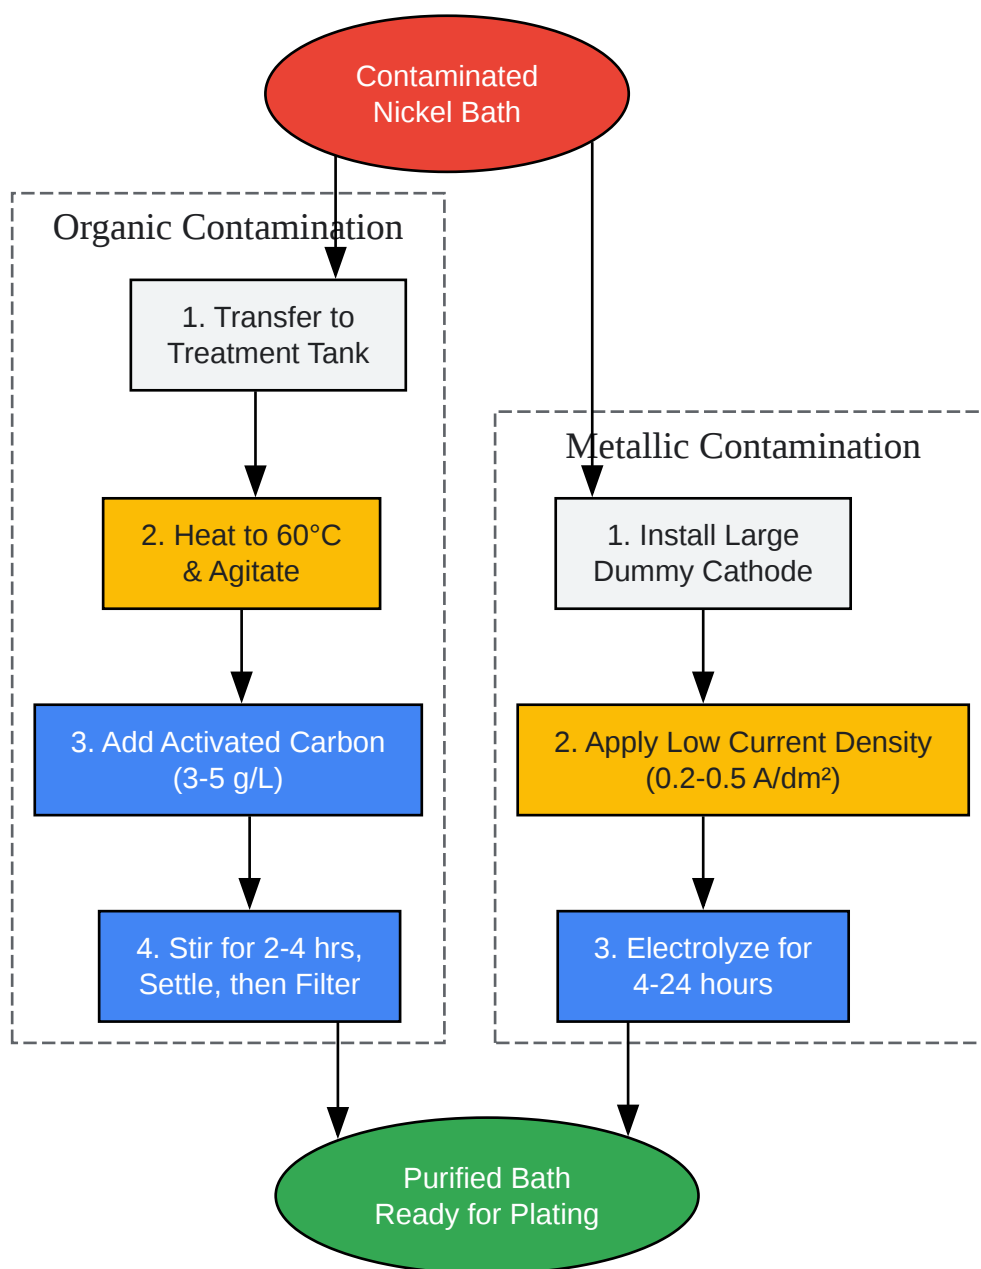 Contaminated
Nickel Bath
Organic Contamination
1. Transfer to
Treatment Tank
2. Heat to 60°C
& Agitate
3. Add Activated Carbon
(3-5 g/L)
4. Stir for 2-4 hrs,
Settle, then Filter
Metallic Contamination
1. Install Large
Dummy Cathode
2. Apply Low Current Density
(0.2-0.5 A/dm²)
3. Electrolyze for
4-24 hours
Purified Bath
Ready for Plating